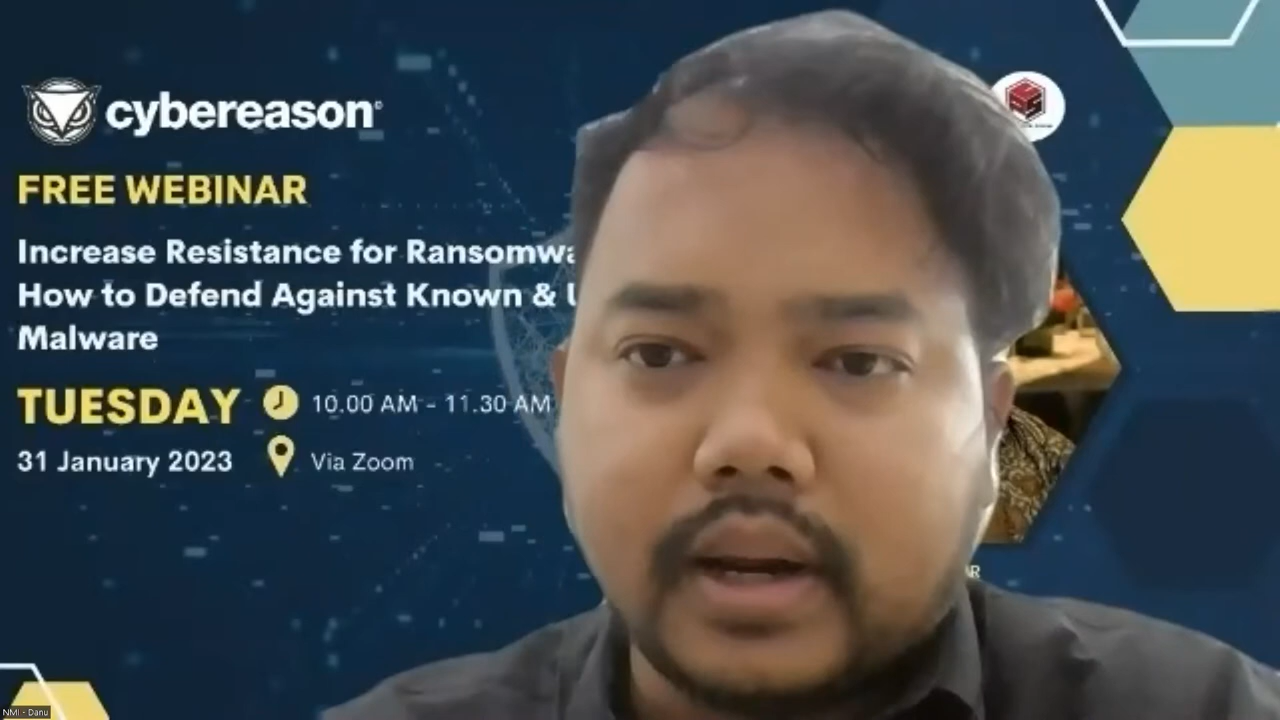 cybereason
FREE WEBINAR
Increase Resistance for Ransomwa
How to Defend Against Known &
Malware
TUESDAY
10.00 AM - 11.30 AM
31 January 2023
Via Zoom
NMI - Danu